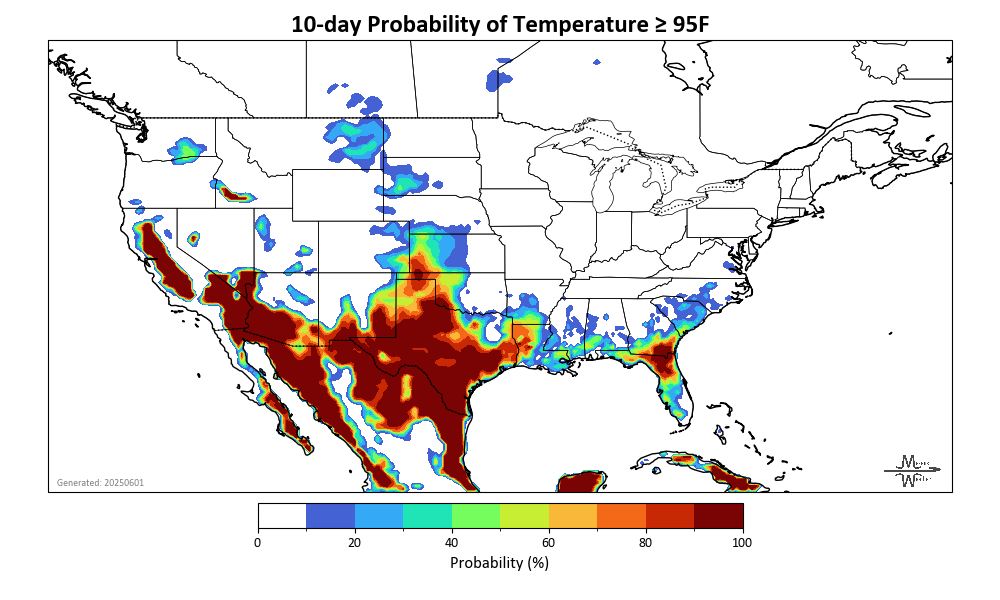 10-day Probability of Temperature ≥ 95F
Generated: 20250601
0 20 40 60 80 100
Probability (%)